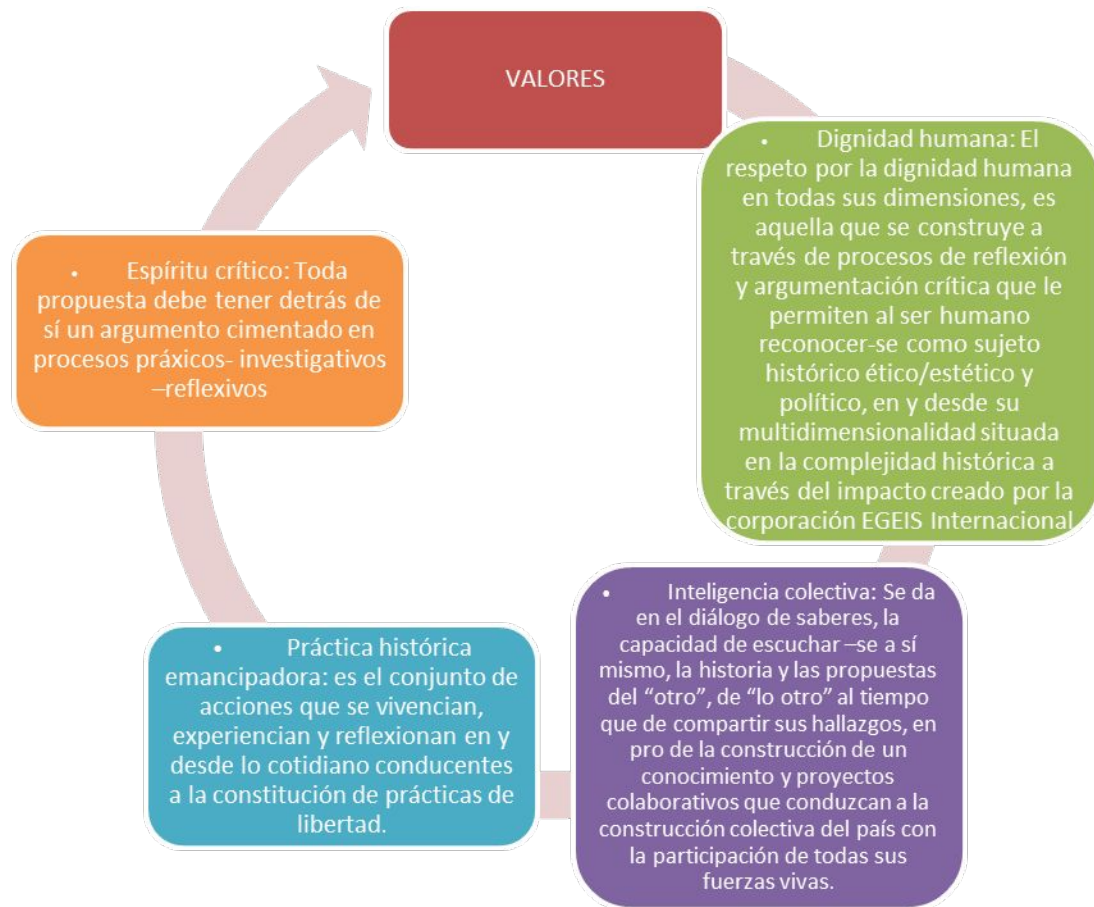 VALORES
• Dignidad humana: El
respeto por la dignidad humana
en todas sus dimensiones, es
aquella que se construye a
través de procesos de reflexión
y argumentación crítica que le
permiten al ser humano
reconocer-se como sujeto
histórico ético/estético y
político, en y desde su
multidimensionalidad situada
en la complejidad histórica a
través del impacto creado por la
corporación EGEIS Internacional
• Inteligencia colectiva: Se da
en el diálogo de saberes, la
capacidad de escuchar –se a sí
mismo, la historia y las propuestas
del “otro”, de “lo otro” al tiempo
que de compartir sus hallazgos, en
pro de la construcción de un
conocimiento y proyectos
colaborativos que conduzcan a la
construcción colectiva del país con
la participación de todas sus
fuerzas vivas.
• Práctica histórica
emancipadora: es el conjunto de
acciones que se vivencian,
experiencian y reflexionan en y
desde lo cotidiano conducentes
a la constitución de prácticas de
libertad.
• Espíritu crítico: Toda
propuesta debe tener detrás de
sí un argumento cimentado en
procesos práxicos- investigativos
–reflexivos